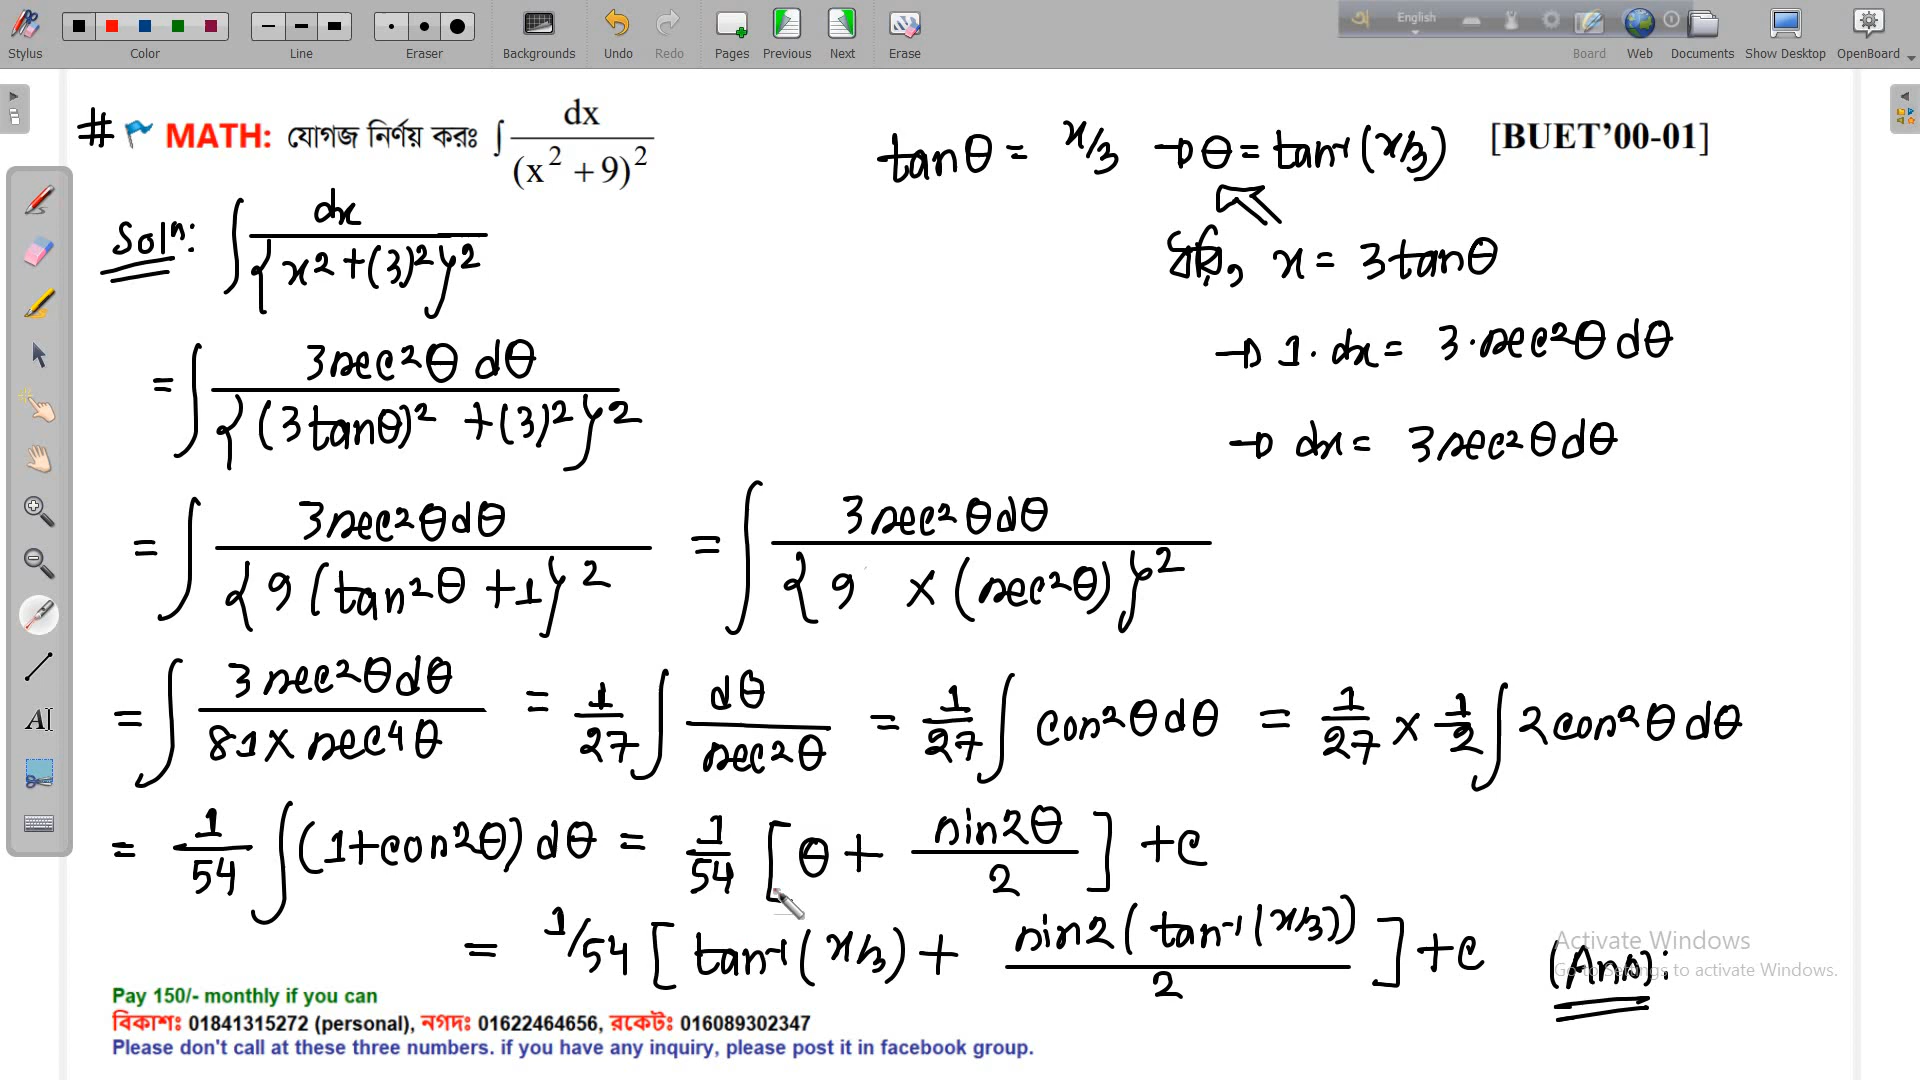 Stylus Color Line Eraser Backgrounds Undo Redo Pages Previous Next Erase Board Web Documents Show Desktop OpenBoard
English
# MATH: যোগজ নির্ণয় করঃ ∫ dx/(x² + 9)² [BUET'00-01]
tanθ = x/3 → θ = tan⁻¹(x/3)
Solⁿ: ∫ dx/{x² + (3)²}²
ধরি, x = 3tanθ
→ 1·dx = 3·sec²θ dθ
→ dx = 3sec²θdθ
= ∫ 3sec²θ dθ/{(3tanθ)² + (3)²}²
= ∫ 3sec²θdθ/{9(tan²θ + 1}² = ∫ 3sec²θdθ/{9 × (sec²θ)}²
= ∫ 3sec²θdθ/81 × sec⁴θ = 1/27 ∫ dθ/sec²θ = 1/27 ∫ cos²θdθ = 1/27 × 1/2 ∫ 2cos²θ dθ
= 1/54 ∫ (1+cos2θ) dθ = 1/54 [θ + sin2θ/2] + c
= 1/54 [tan⁻¹(x/3) + sin2(tan⁻¹(x/3))/2] + c (Ans):
Activate Windows
Go to Settings to activate Windows.
Pay 150/- monthly if you can
বিকাশঃ 01841315272 (personal), নগদঃ 01622464656, রকেটঃ 016089302347
Please don't call at these three numbers. if you have any inquiry, please post it in facebook group.